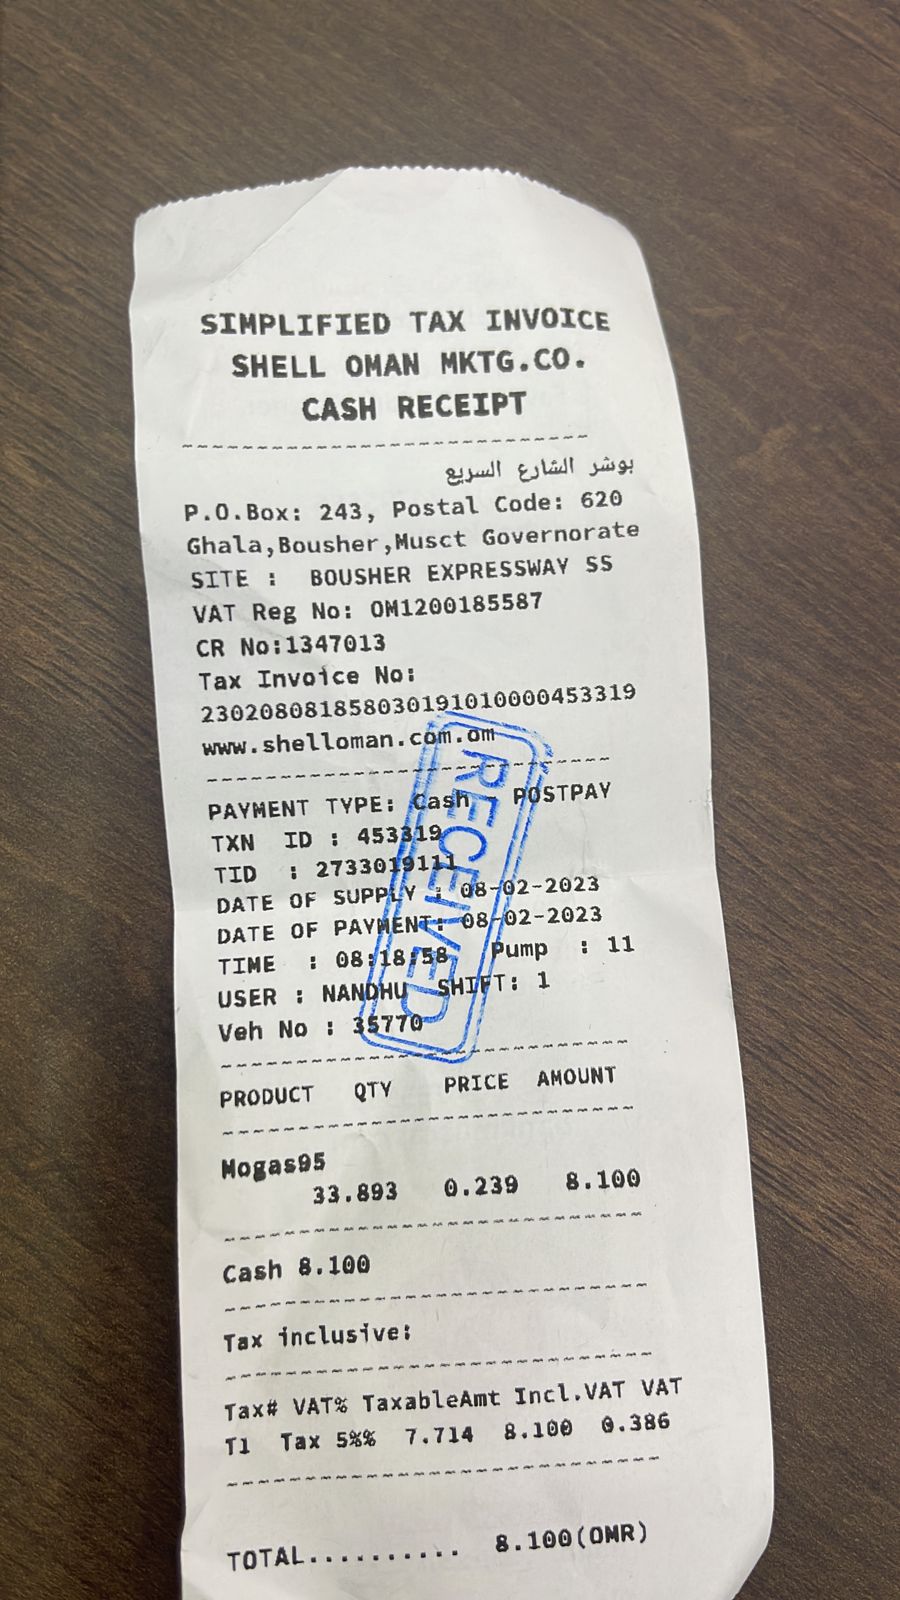 SIMPLIFIED TAX INVOICE
SHELL OMAN MKTG.CO.
CASH RECEIPT
بوشر الشارع السريع
P.O.Box: 243, Postal Code: 620
Ghala,Bousher,Musct Governorate
SITE : BOUSHER EXPRESSWAY SS
VAT Reg No: OM1200185587
CR No:1347013
Tax Invoice No:
230208081858030191010000453319
www.shelloman.com.om
RECEIVED
PAYMENT TYPE: Cash - POSTPAY
TXN ID : 453319
TID : 2733019111
DATE OF SUPPLY : 08-02-2023
DATE OF PAYMENT: 08-02-2023
TIME : 08:18:58 Pump : 11
USER : NANDHU SHIFT: 1
Veh No : 35770
PRODUCT QTY PRICE AMOUNT
Mogas95
33.893 0.239 8.100
Cash 8.100
Tax inclusive:
Tax# VAT% TaxableAmt Incl.VAT VAT
T1 Tax 5%% 7.714 8.100 0.386
TOTAL.......... 8.100(OMR)